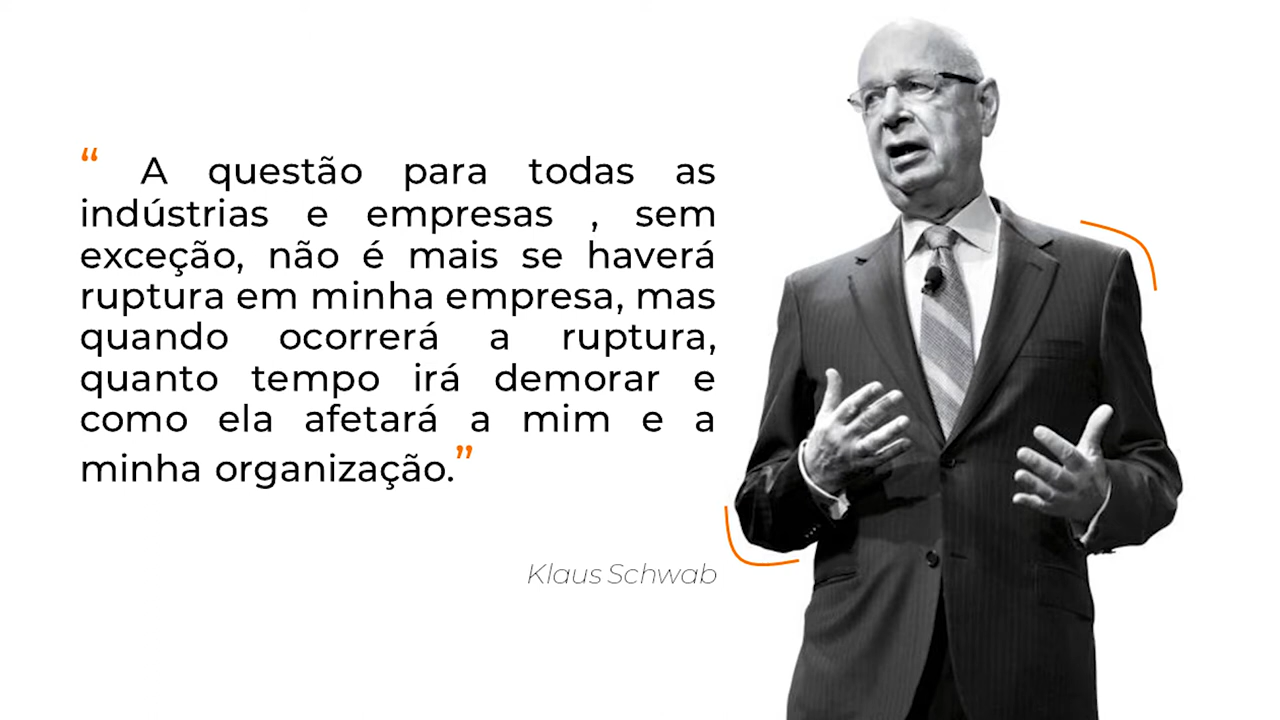 “ A questão para todas as
indústrias e empresas , sem
exceção, não é mais se haverá
ruptura em minha empresa, mas
quando ocorrerá a ruptura,
quanto tempo irá demorar e
como ela afetará a mim e a
minha organização.”
Klaus Schwab